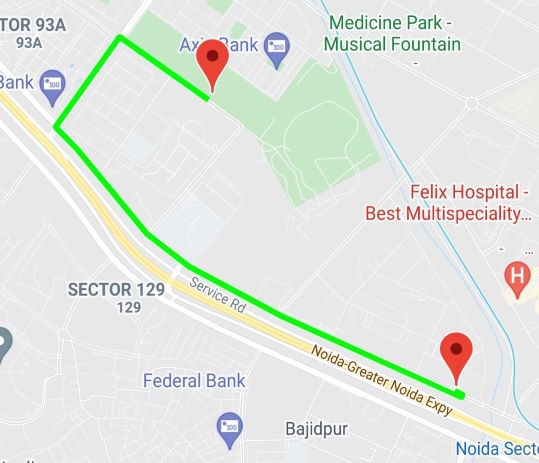 TOR 93A
93A
Bank
Axis Bank
Medicine Park -
Musical Fountain
-
Felix Hospital -
Best Multispeciality...
- ...
H
SECTOR 129
129
Service Rd
Noida-Greater Noida Expy
Federal Bank
Bajidpur
Noida Secto